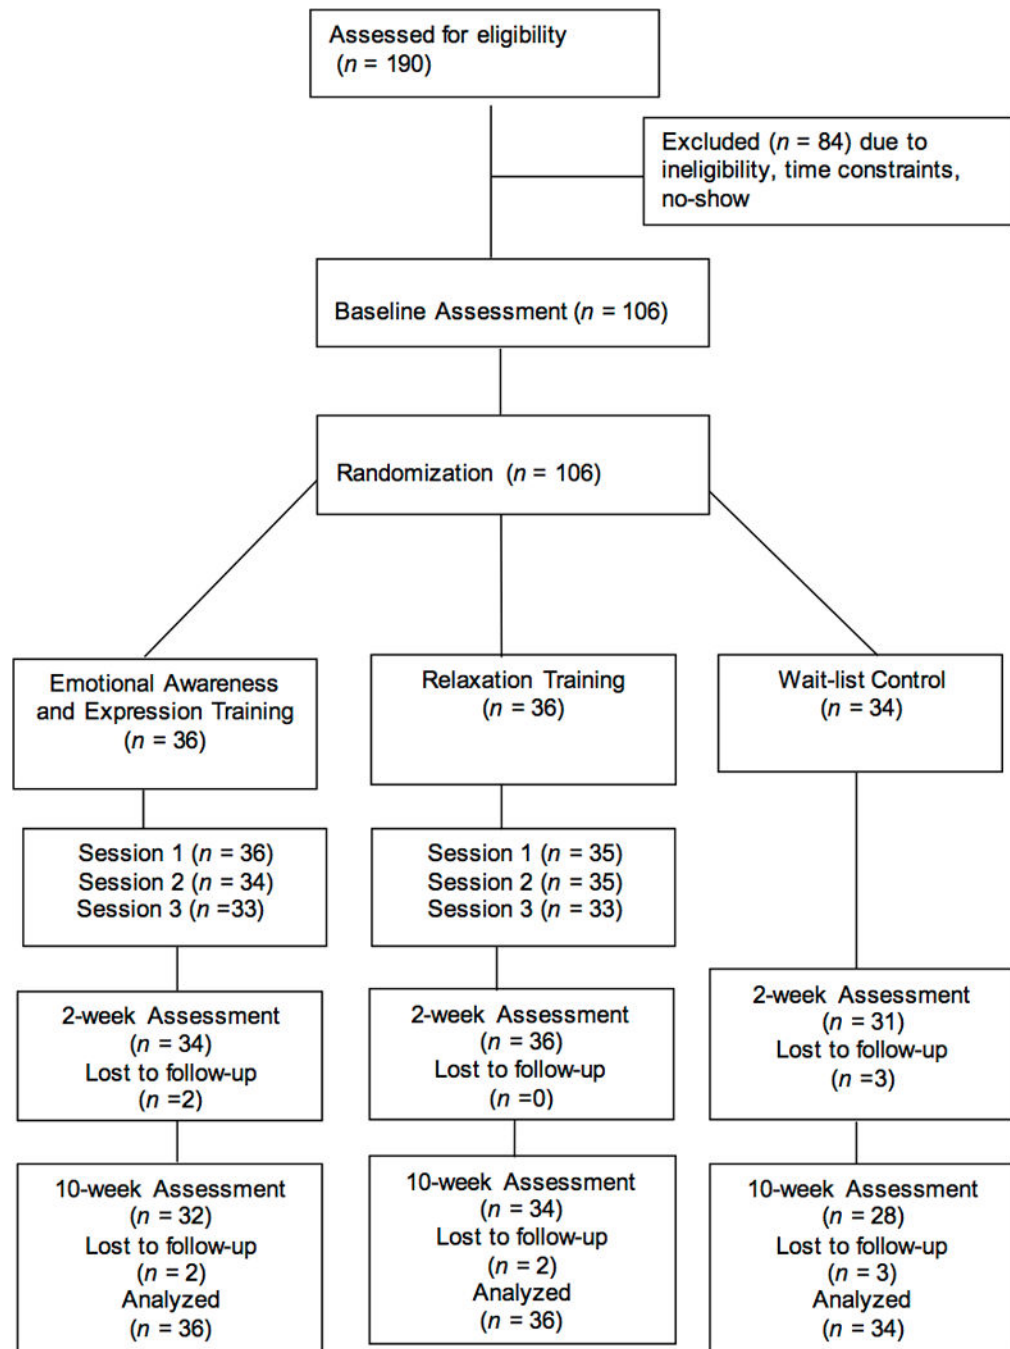 Assessed for eligibility
(n = 190)
Excluded (n = 84) due to
ineligibility, time constraints,
no-show
Baseline Assessment (n = 106)
Randomization (n = 106)
Emotional Awareness
and Expression Training
(n = 36)
Relaxation Training
(n = 36)
Wait-list Control
(n = 34)
Session 1 (n = 36)
Session 2 (n = 34)
Session 3 (n =33)
Session 1 (n = 35)
Session 2 (n = 35)
Session 3 (n = 33)
2-week Assessment
(n = 34)
Lost to follow-up
(n =2)
2-week Assessment
(n = 36)
Lost to follow-up
(n =0)
2-week Assessment
(n = 31)
Lost to follow-up
(n =3)
10-week Assessment
(n = 32)
Lost to follow-up
(n = 2)
Analyzed
(n = 36)
10-week Assessment
(n = 34)
Lost to follow-up
(n = 2)
Analyzed
(n = 36)
10-week Assessment
(n = 28)
Lost to follow-up
(n = 3)
Analyzed
(n = 34)